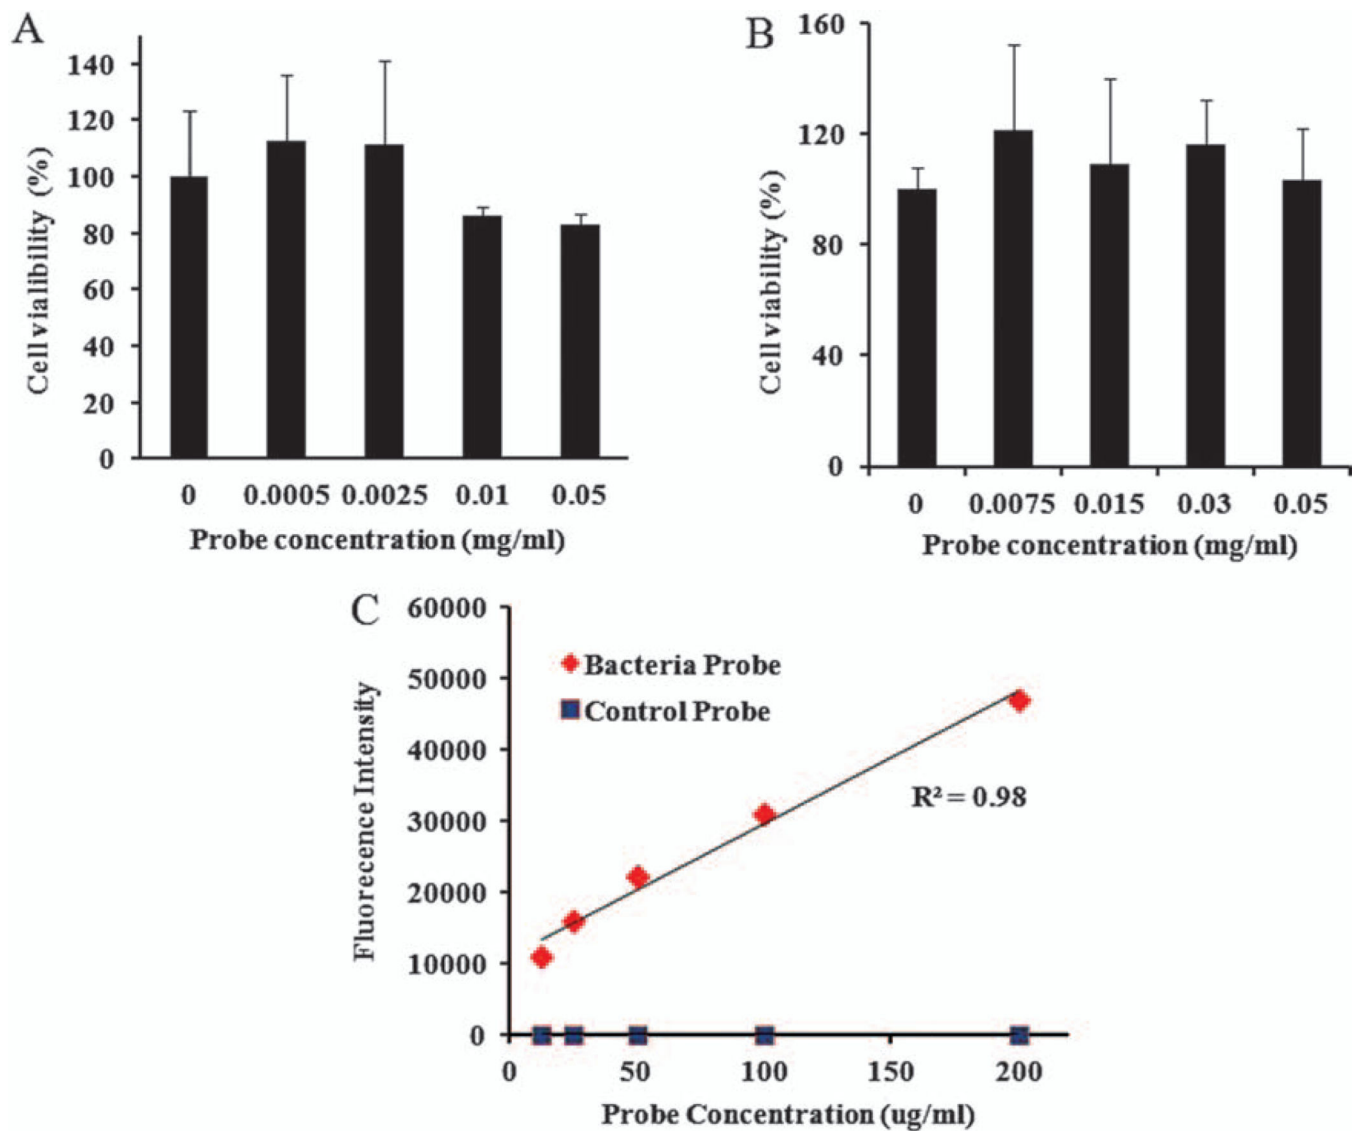 A
Cell vialibility (%)
140
120
100
80
60
40
20
0
0 0.0005 0.0025 0.01 0.05
Probe concentration (mg/ml)
B
Cell viability (%)
160
120
80
40
0
0 0.0075 0.015 0.03 0.05
Probe concentration (mg/ml)
C
Fluorecence Intensity
60000
50000
40000
30000
20000
10000
0
Bacteria Probe
Control Probe
R² = 0.98
0 50 100 150 200
Probe Concentration (ug/ml)